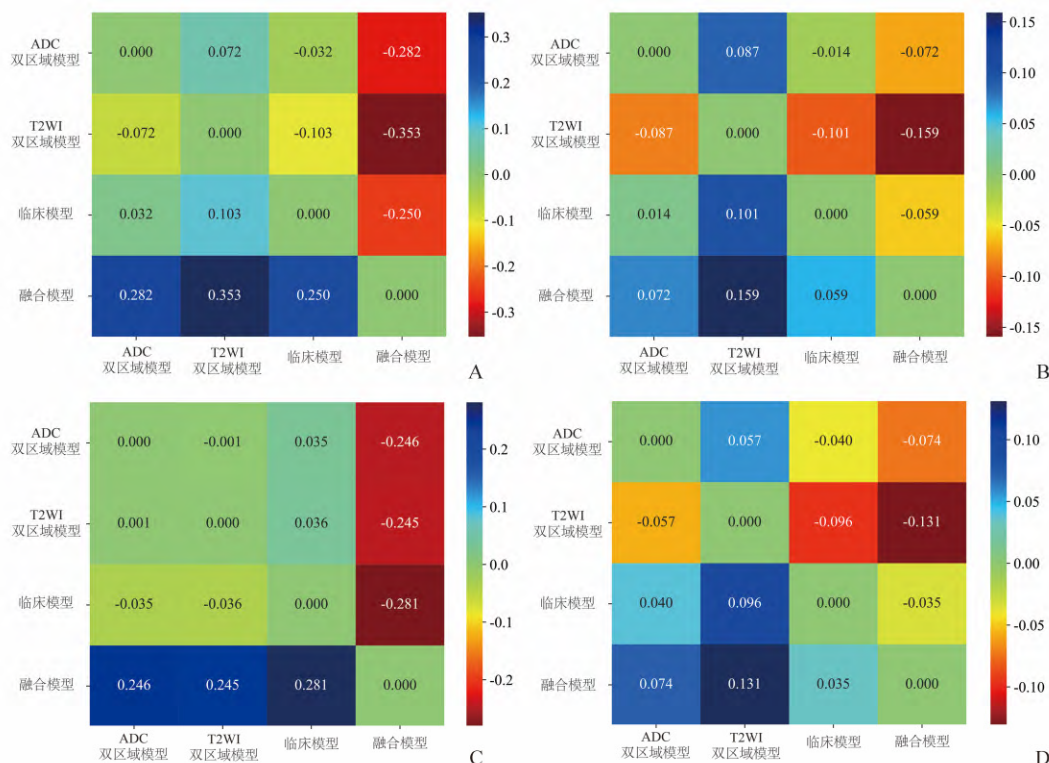 ADC
双区域模型
0.000 0.072 -0.032 -0.282
T2WI
双区域模型
-0.072 0.000 -0.103 -0.353
临床模型
0.032 0.103 0.000 -0.250
融合模型
0.282 0.353 0.250 0.000
ADC
双区域模型
T2WI
双区域模型
临床模型
融合模型
0.3
0.2
0.1
0.0
-0.1
-0.2
-0.3
A
ADC
双区域模型
0.000 0.087 -0.014 -0.072
T2WI
双区域模型
-0.087 0.000 -0.101 -0.159
临床模型
0.014 0.101 0.000 -0.059
融合模型
0.072 0.159 0.059 0.000
ADC
双区域模型
T2WI
双区域模型
临床模型
融合模型
0.15
0.10
0.05
0.00
-0.05
-0.10
-0.15
B
ADC
双区域模型
0.000 -0.001 0.035 -0.246
T2WI
双区域模型
0.001 0.000 0.036 -0.245
临床模型
-0.035 -0.036 0.000 -0.281
融合模型
0.246 0.245 0.281 0.000
ADC
双区域模型
T2WI
双区域模型
临床模型
融合模型
0.2
0.1
0.0
-0.1
-0.2
C
ADC
双区域模型
0.000 0.057 -0.040 -0.074
T2WI
双区域模型
-0.057 0.000 -0.096 -0.131
临床模型
0.040 0.096 0.000 -0.035
融合模型
0.074 0.131 0.035 0.000
ADC
双区域模型
T2WI
双区域模型
临床模型
融合模型
0.10
0.05
0.00
-0.05
-0.10
D